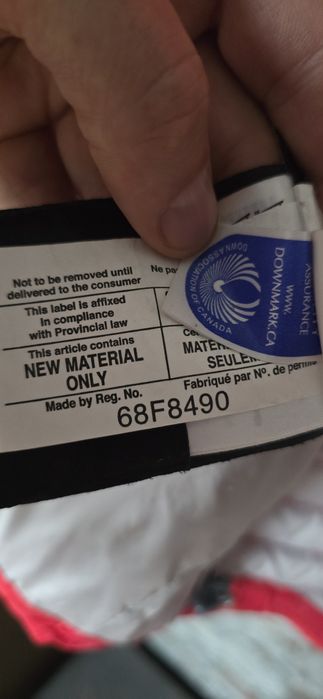 Not to be removed until
delivered to the consumer
Ne pa
This label is affixed
in compliance
with Provincial law
This article contains
NEW MATERIAL
ONLY
MATE
SEULE
Made by Reg. No.
Fabriqué par Nº. de permis
68F8490
DOWN ASSOCIATION OF CANADA
ASSURANCE
WWW.
DOWNMARK.CA